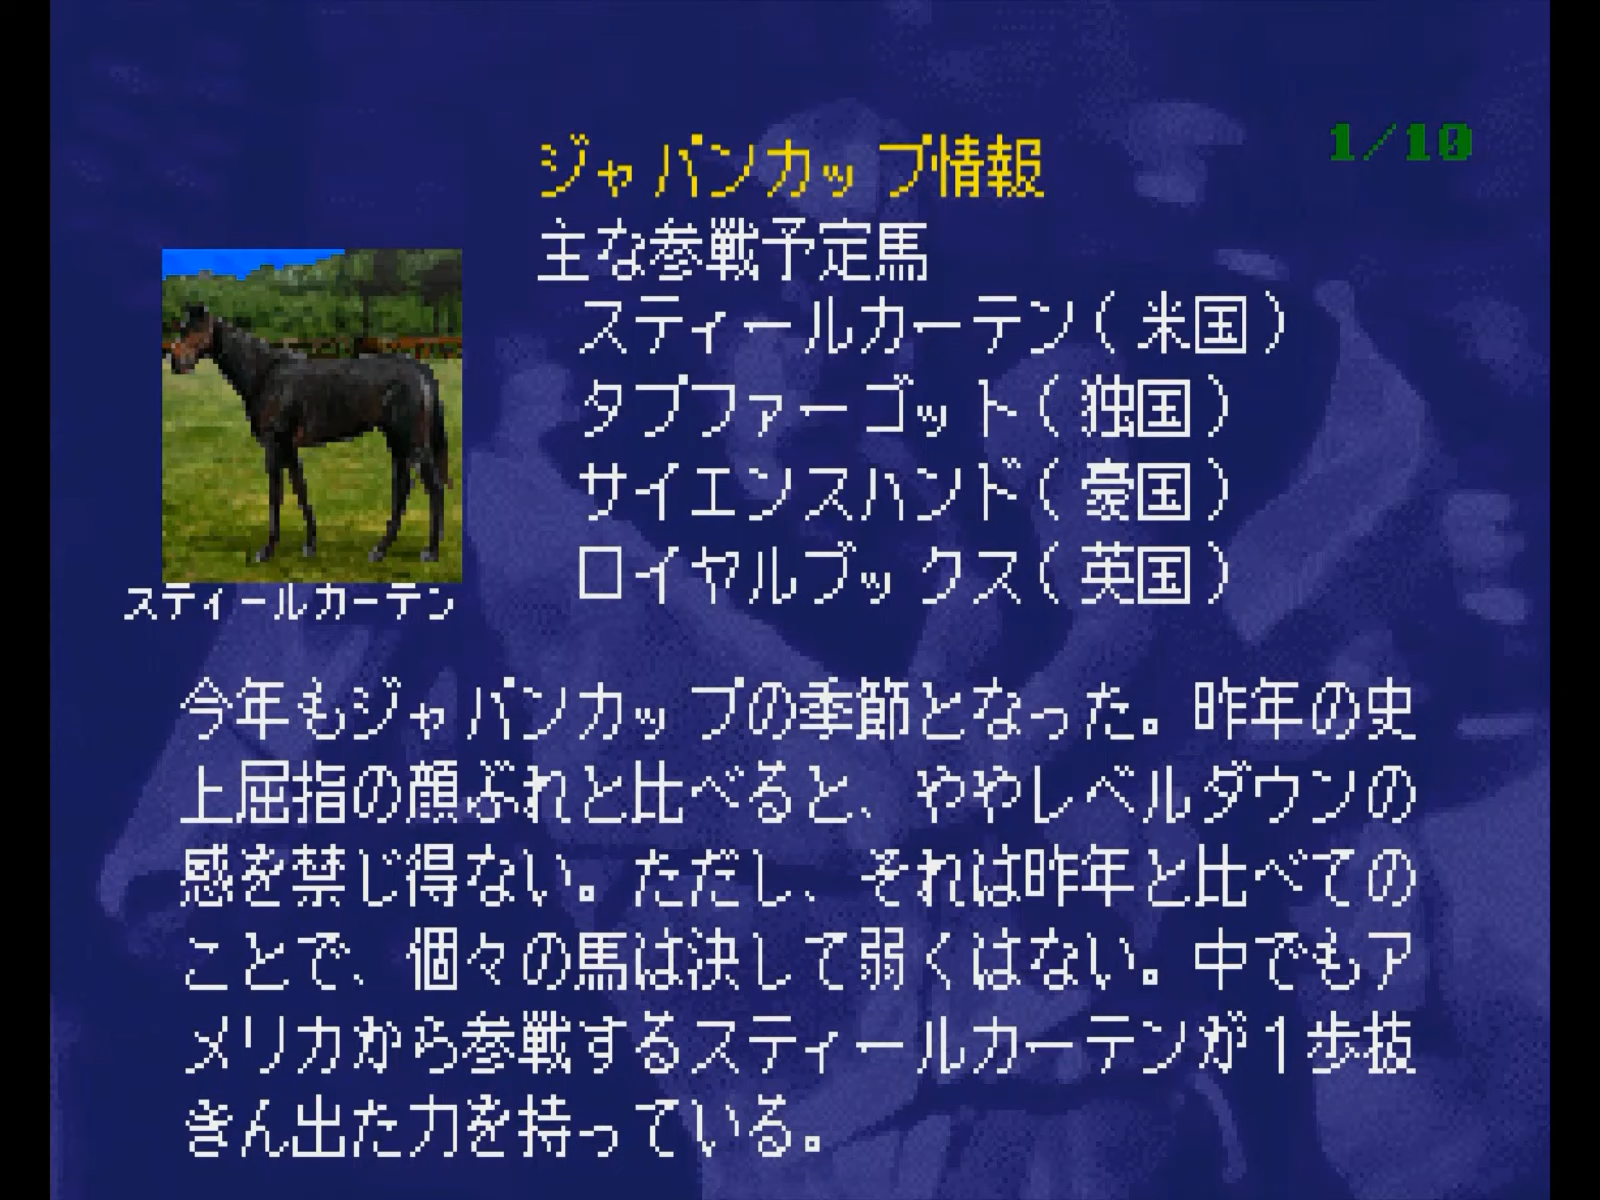 1/10
ジャパンカップ情報
主な参戦予定馬
スティールカーテン(米国)
タブファーゴット(独国)
サイエンスハンド(豪国)
ロイヤルブックス(英国)
スティールカーテン
今年もジャパンカップの季節となった。昨年の史
上屈指の顔ぶれと比べると、ややレベルダウンの
感を禁じ得ない。ただし、それは昨年と比べての
ことで、個々の馬は決して弱くはない。中でもア
メリカから参戦するスティールカーテンが1歩抜
きん出た力を持っている。